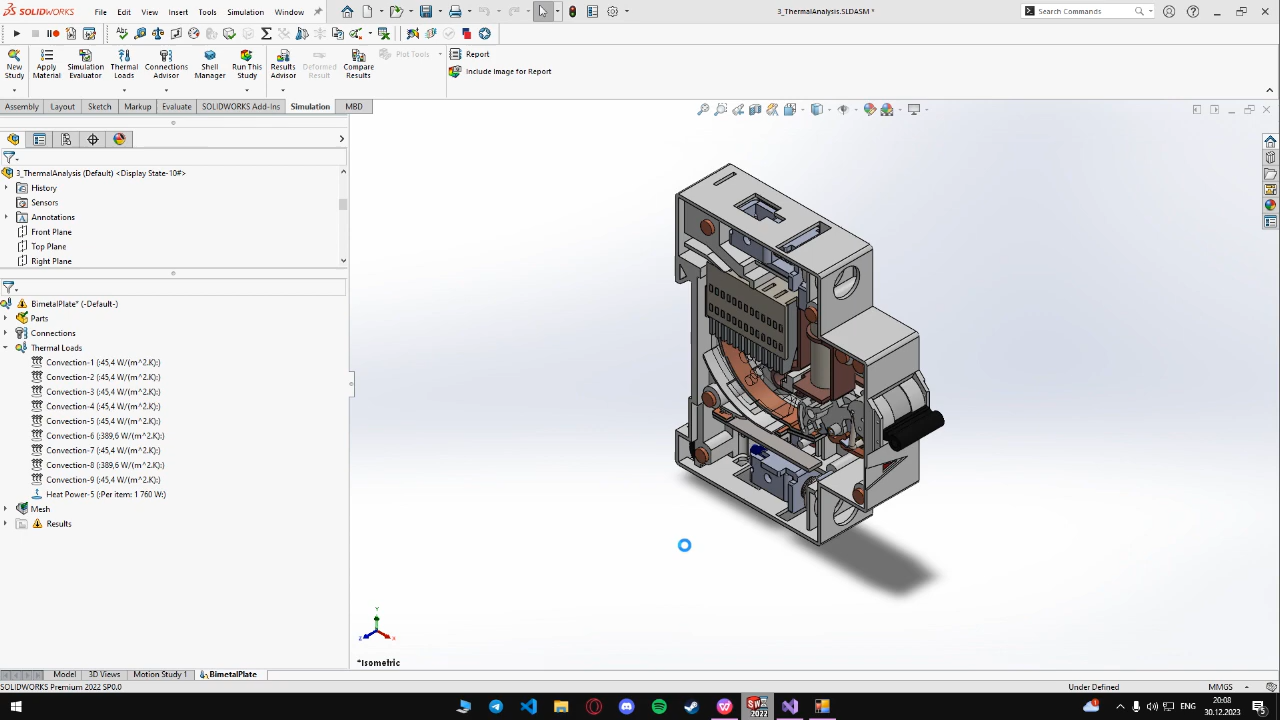 SOLIDWORKS File Edit View Insert Tools Simulation Window 3_ThermalAnalysis.SLDASM * Search Commands
New Study Apply Material Simulation Evaluator Thermal Loads Connections Advisor Shell Manager Run This Study Results Advisor Deformed Result Compare Results Plot Tools Report
Include Image for Report
Assembly Layout Sketch Markup Evaluate SOLIDWORKS Add-Ins Simulation MBD
3_ThermalAnalysis (Default) <Display State-10#>
History
Sensors
Annotations
Front Plane
Top Plane
Right Plane
BimetalPlate* (-Default-)
Parts
Connections
Thermal Loads
Convection-1 (:45,4 W/(m^2.K):)
Convection-2 (:45,4 W/(m^2.K):)
Convection-3 (:45,4 W/(m^2.K):)
Convection-4 (:45,4 W/(m^2.K):)
Convection-5 (:45,4 W/(m^2.K):)
Convection-6 (:389,6 W/(m^2.K):)
Convection-7 (:45,4 W/(m^2.K):)
Convection-8 (:389,6 W/(m^2.K):)
Convection-9 (:45,4 W/(m^2.K):)
Heat Power-5 (:Per item: 1 760 W:)
Mesh
Results
Y
Z X
*Isometric
Model 3D Views Motion Study 1 BimetalPlate
SOLIDWORKS Premium 2022 SP0.0 Under Defined MMGS
SW 2022 ENG 20:08
30.12.2023